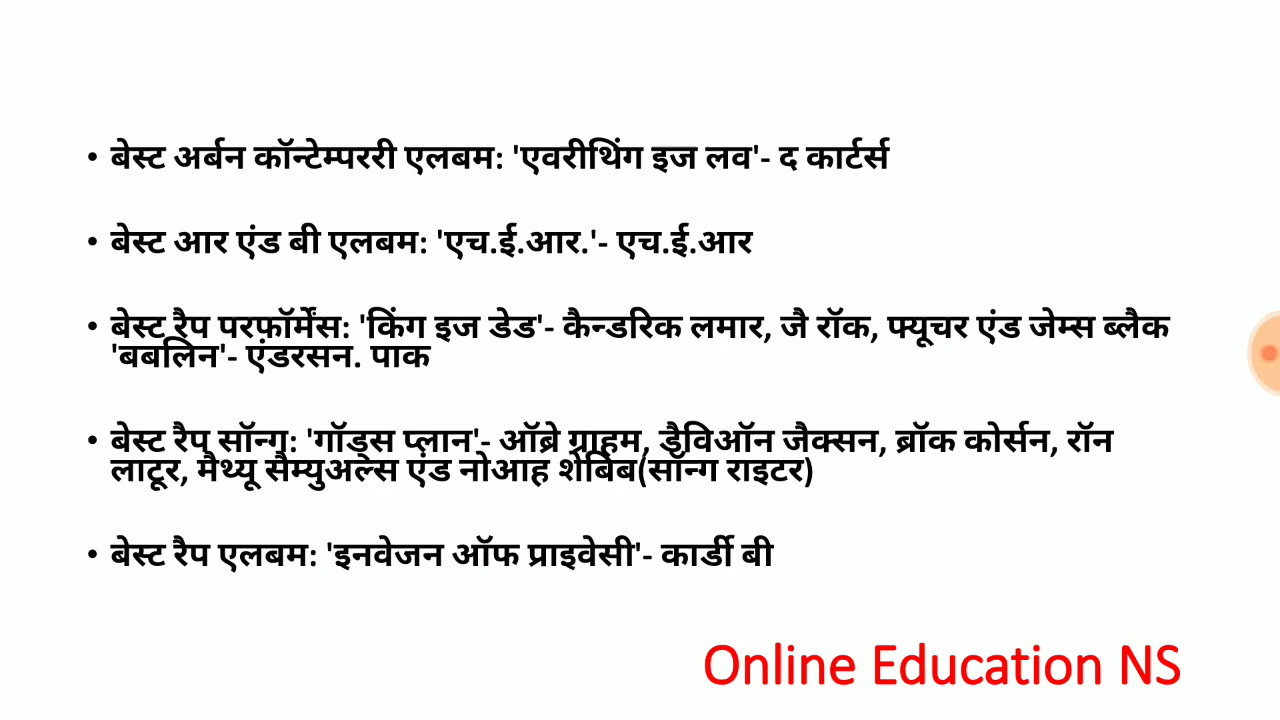 • बेस्ट अर्बन कॉन्टेम्पररी एलबम: 'एवरीथिंग इज लव'- द कार्टर्स
• बेस्ट आर एंड बी एलबम: 'एच.ई.आर.'- एच.ई.आर
• बेस्ट रैप परफॉर्मेंस: 'किंग इज डेड'- कैन्डरिक लमार, जै रॉक, फ्यूचर एंड जेम्स ब्लैक
'बबलिन'- एंडरसन. पाक
• बेस्ट रैप सॉन्ग: 'गॉड्स प्लान'- ऑब्रे ग्राहम, डैविऑन जैक्सन, ब्रॉक कोर्सन, रॉन
लाटूर, मैथ्यू सैम्युअल्स एंड नोआह शेबिब(सॉन्ग राइटर)
• बेस्ट रैप एलबम: 'इनवेजन ऑफ प्राइवेसी'- कार्डी बी
Online Education NS